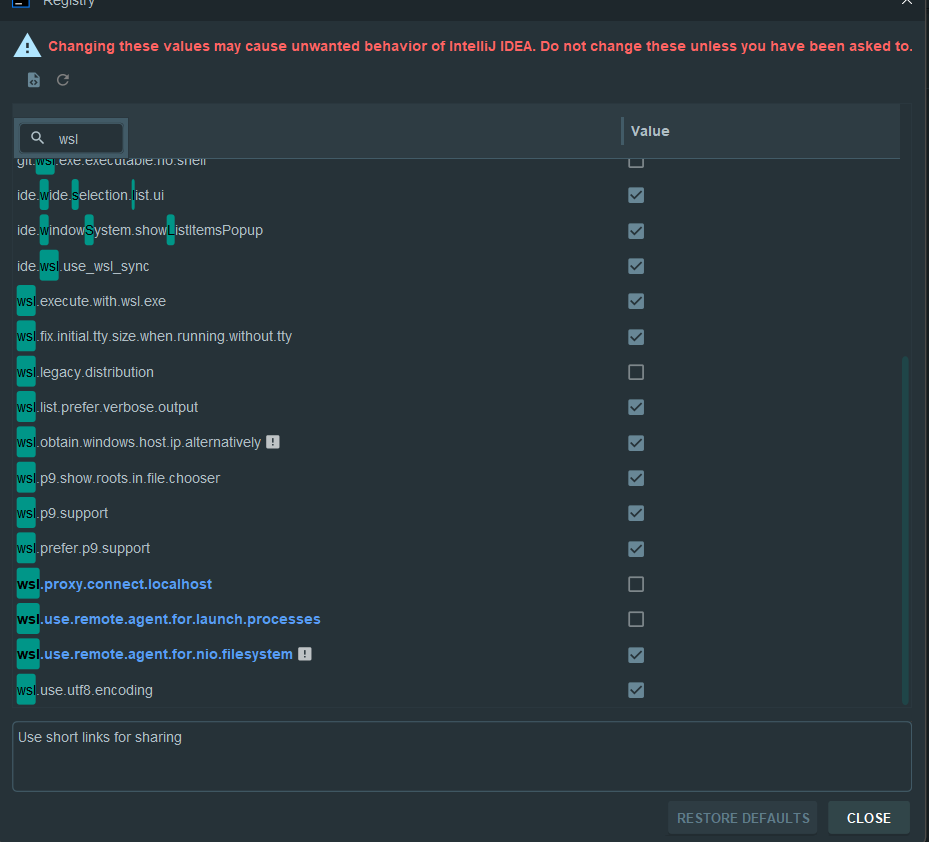 Registry
Changing these values may cause unwanted behavior of IntelliJ IDEA. Do not change these unless you have been asked to.
wsl
Value
git.wsl.exe.executable.no.shell
ide.wide.selection.list.ui
ide.windowSystem.showListItemsPopup
ide.wsl.use_wsl_sync
wsl.execute.with.wsl.exe
wsl.fix.initial.tty.size.when.running.without.tty
wsl.legacy.distribution
wsl.list.prefer.verbose.output
wsl.obtain.windows.host.ip.alternatively
wsl.p9.show.roots.in.file.chooser
wsl.p9.support
wsl.prefer.p9.support
wsl.proxy.connect.localhost
wsl.use.remote.agent.for.launch.processes
wsl.use.remote.agent.for.nio.filesystem
wsl.use.utf8.encoding
Use short links for sharing
RESTORE DEFAULTS
CLOSE